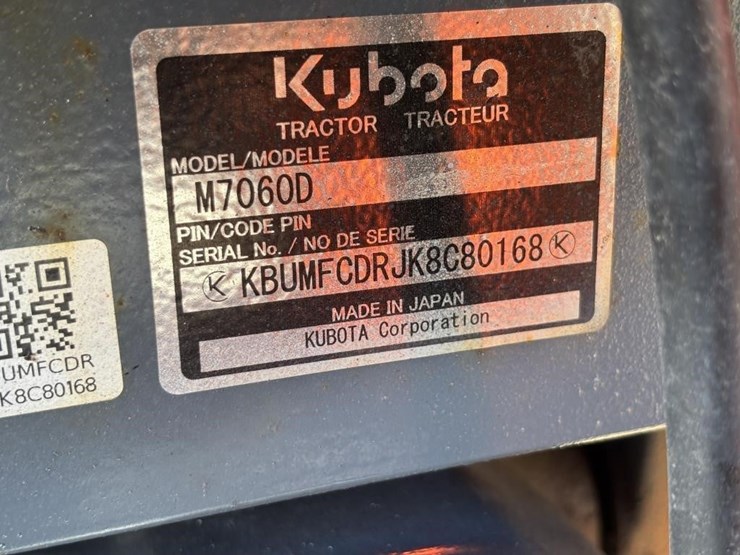 Kubota
TRACTOR TRACTEUR
MODEL/MODELE
M7060D
PIN/CODE PIN
SERIAL No. / NO DE SERIE
K KBUMFCDRJK8C80168 K
MADE IN JAPAN
KUBOTA Corporation
UMFCDR
K8C80168